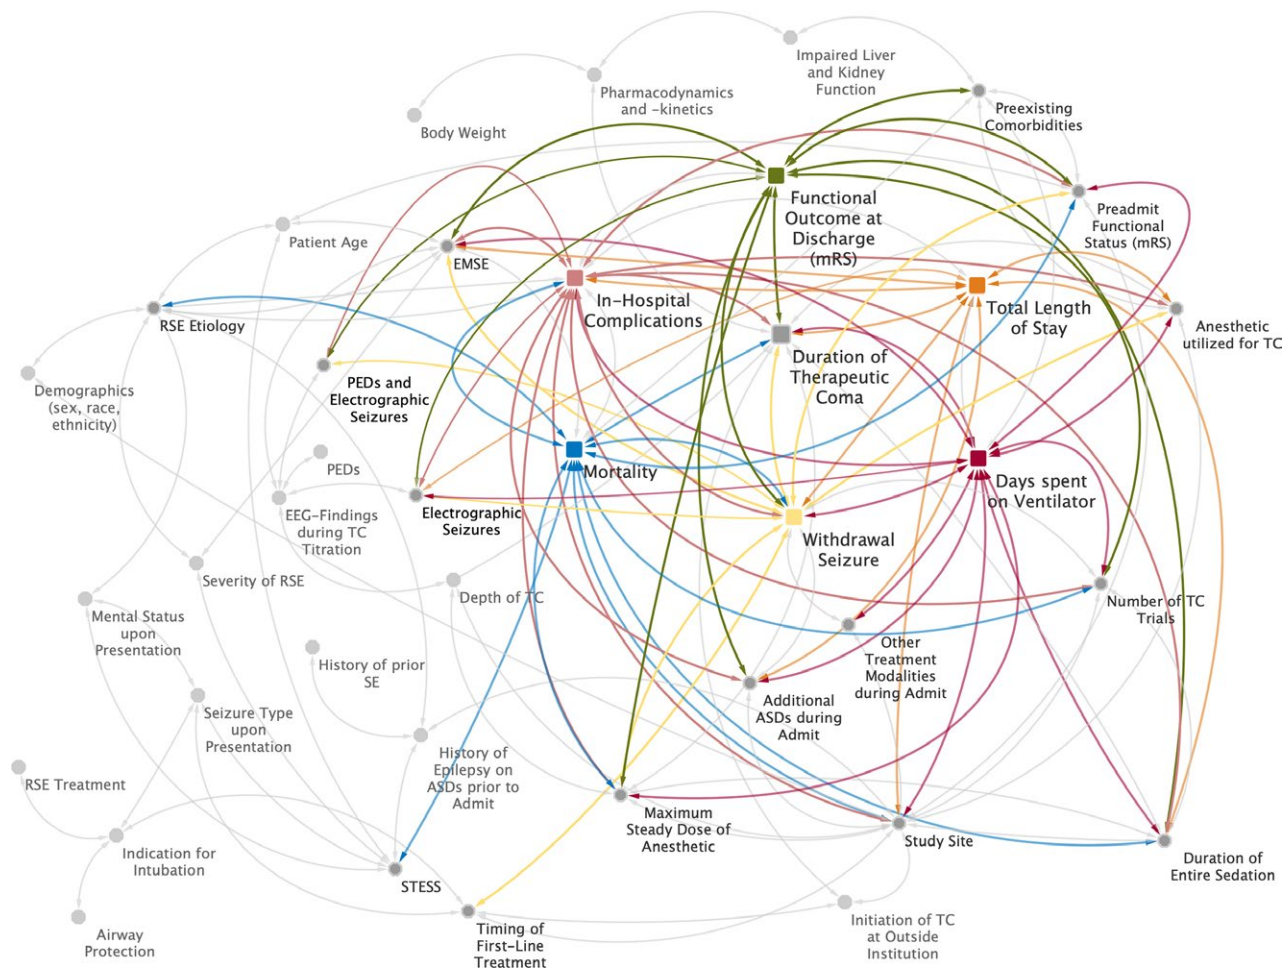 Impaired Liver
and Kidney
Function
Pharmacodynamics
and -kinetics
Body Weight
Preexisting
Comorbidities
Functional
Outcome at
Discharge
(mRS)
Preadmit
Functional
Status (mRS)
Patient Age
EMSE
In-Hospital
Complications
Total Length
of Stay
Anesthetic
utilized for TC
RSE Etiology
Duration of
Therapeutic
Coma
Demographics
(sex, race,
ethnicity)
PEDs and
Electrographic
Seizures
PEDs
Mortality
Days spent
on Ventilator
EEG-Findings
during TC
Titration
Electrographic
Seizures
Withdrawal
Seizure
Severity of RSE
Depth of TC
Number of TC
Trials
Mental Status
upon
Presentation
Other
Treatment
Modalities
during Admit
History of prior
SE
Additional
ASDs during
Admit
Seizure Type
upon
Presentation
History of
Epilepsy on
ASDs prior to
Admit
RSE Treatment
Maximum
Steady Dose of
Anesthetic
Study Site
Indication for
Intubation
Duration of
Entire Sedation
STESS
Airway
Protection
Timing of
First-Line
Treatment
Initiation of TC
at Outside
Institution